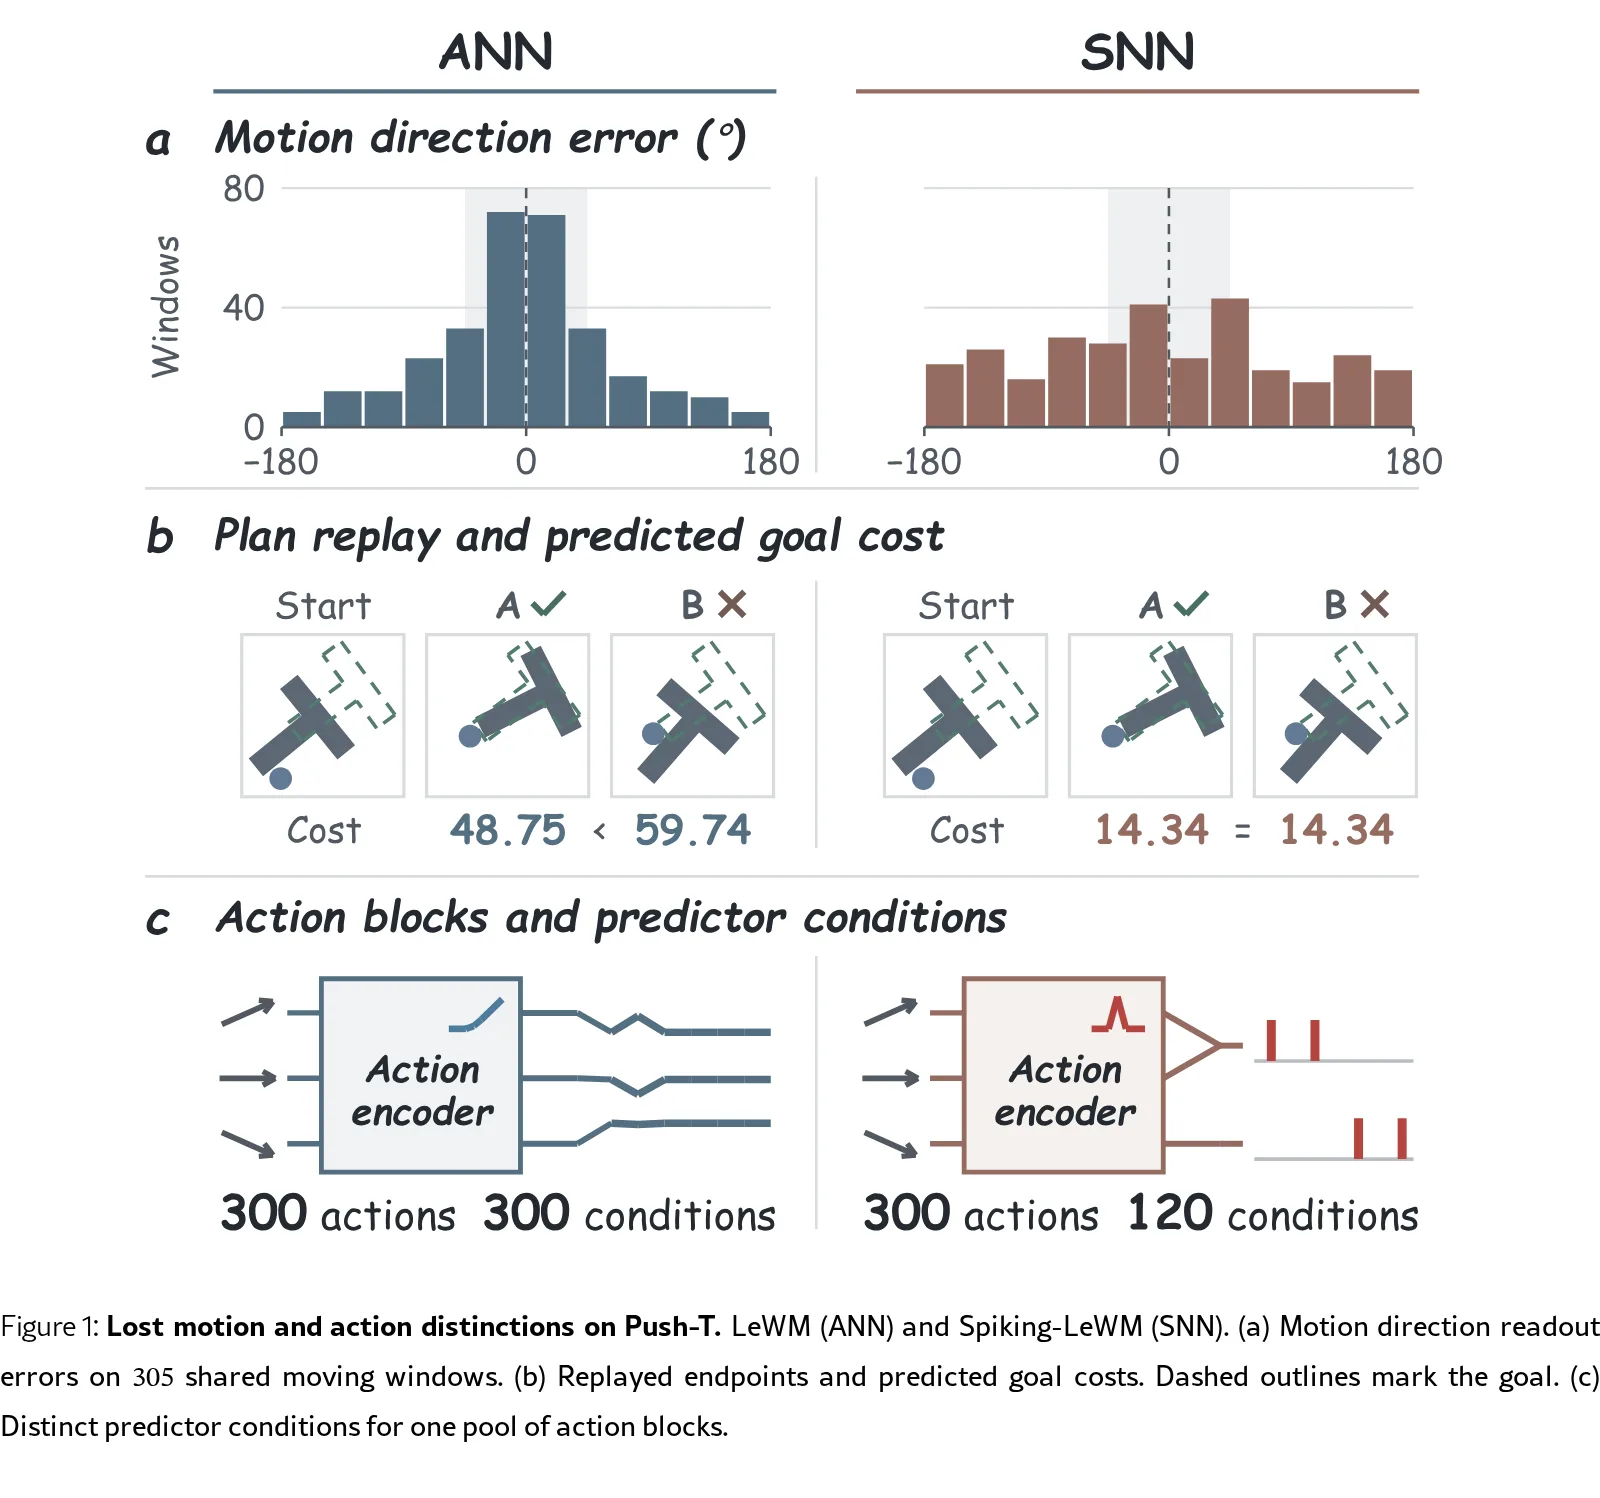 ANN
SNN
a Motion direction error (°)
Windows
80
40
0
-180 0 180
-180 0 180
b Plan replay and predicted goal cost
Start A ✓ B ✕
Start A ✓ B ✕
Cost 48.75 < 59.74
Cost 14.34 = 14.34
c Action blocks and predictor conditions
Action
encoder
Action
encoder
300 actions 300 conditions
300 actions 120 conditions
Figure 1: Lost motion and action distinctions on Push-T. LeWM (ANN) and Spiking-LeWM (SNN). (a) Motion direction readout
errors on 305 shared moving windows. (b) Replayed endpoints and predicted goal costs. Dashed outlines mark the goal. (c)
Distinct predictor conditions for one pool of action blocks.